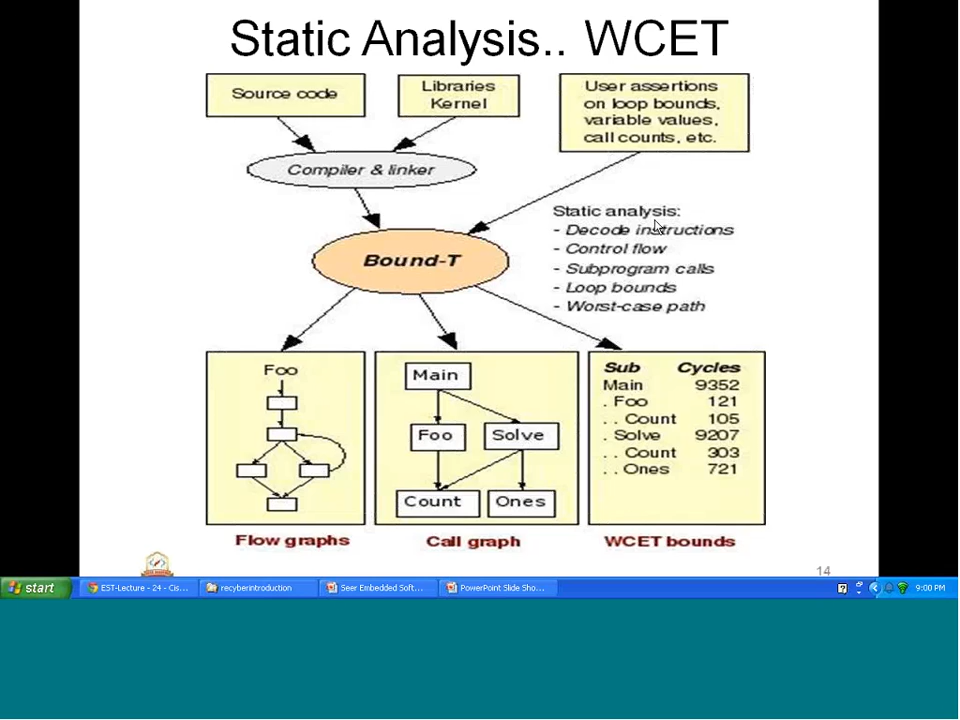 Static Analysis.. WCET
Source code
Libraries
Kernel
User assertions
on loop bounds,
variable values,
call counts, etc.
Compiler & linker
Bound-T
Static analysis:
- Decode instructions
- Control flow
- Subprogram calls
- Loop bounds
- Worst-case path
Foo
Main
Foo
Solve
Count
Ones
Sub Cycles
Main 9352
. Foo 121
. . Count 105
. Solve 9207
. . Count 303
. . Ones 721
Flow graphs
Call graph
WCET bounds
14
start
EST-Lecture - 24 - Cis...
recyberintroduction
Seer Embedded Soft...
PowerPoint Slide Sho...
9:00 PM